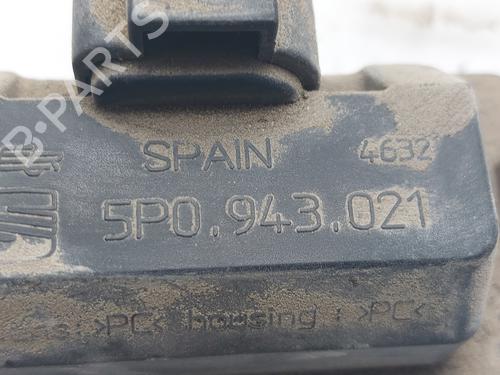 B-PARTS
SPAIN 4632
5P0.943.021
>PC< housing : >PC<